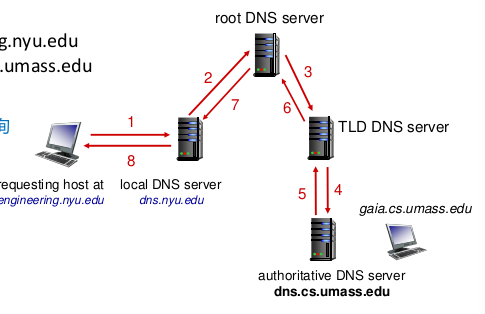 root DNS server
g.nyu.edu
.umass.edu
2
3
7
6
询
1
TLD DNS server
8
5
4
requesting host at
local DNS server
engineering.nyu.edu
dns.nyu.edu
gaia.cs.umass.edu
authoritative DNS server
dns.cs.umass.edu